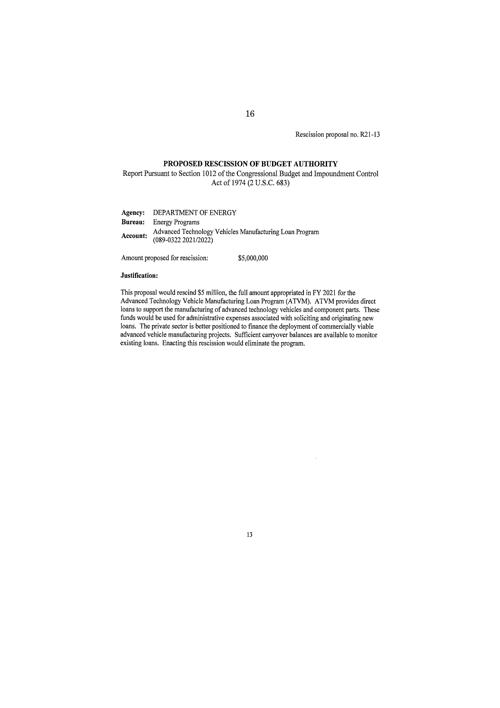 16
Rescission proposal no. R21-13
PROPOSED RESCISSION OF BUDGET AUTHORITY
Report Pursuant to Section 1012 of the Congressional Budget and Impoundment Control
Act of 1974 (2 U.S.C. 683)
Agency: DEPARTMENT OF ENERGY
Bureau: Energy Programs
Account: Advanced Technology Vehicles Manufacturing Loan Program
(089-0322 2021/2022)
Amount proposed for rescission: $5,000,000
Justification:
This proposal would rescind $5 million, the full amount appropriated in FY 2021 for the
Advanced Technology Vehicle Manufacturing Loan Program (ATVM). ATVM provides direct
loans to support the manufacturing of advanced technology vehicles and component parts. These
funds would be used for administrative expenses associated with soliciting and originating new
loans. The private sector is better positioned to finance the deployment of commercially viable
advanced vehicle manufacturing projects. Sufficient carryover balances are available to monitor
existing loans. Enacting this rescission would eliminate the program.
13